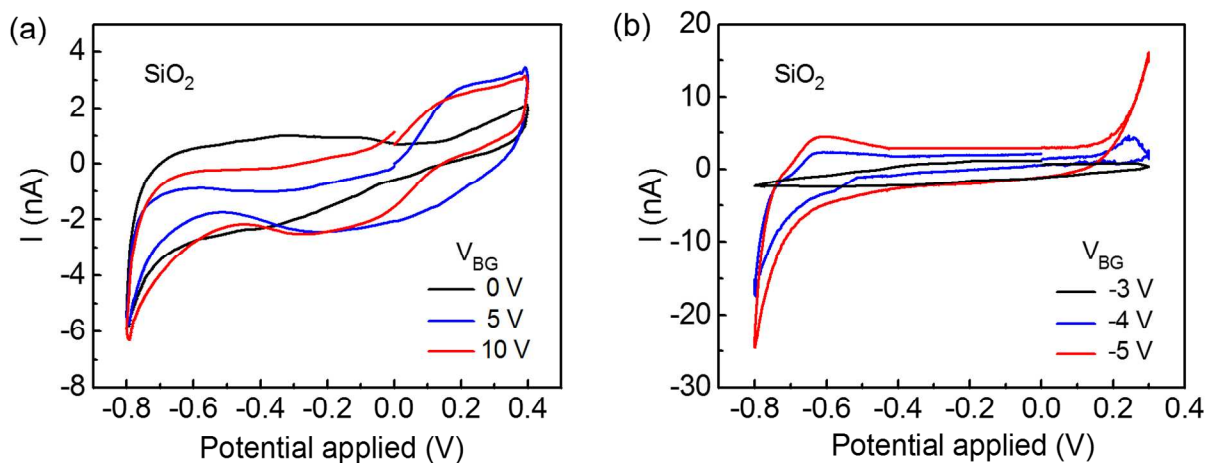 (a)
SiO2
I (nA)
4
2
0
-2
-4
-6
-8
VBG
0 V
5 V
10 V
-0.8 -0.6 -0.4 -0.2 0.0 0.2 0.4
Potential applied (V)
(b)
SiO2
I (nA)
20
10
0
-10
-20
-30
VBG
-3 V
-4 V
-5 V
-0.8 -0.6 -0.4 -0.2 0.0 0.2 0.4
Potential applied (V)